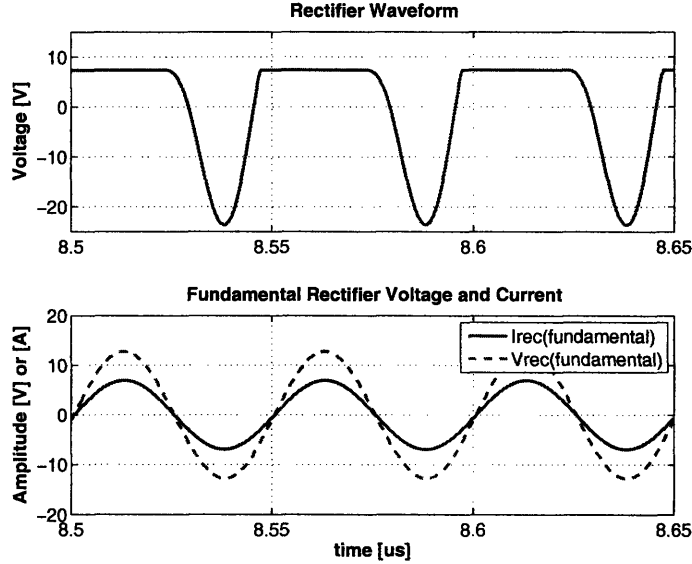 Rectifier Waveform
Voltage [V]
10
0
−10
−20
8.5
8.55
8.6
8.65
Fundamental Rectifier Voltage and Current
Amplitude [V] or [A]
20
10
0
−10
−20
Irec(fundamental)
Vrec(fundamental)
8.5
8.55
8.6
8.65
time [us]